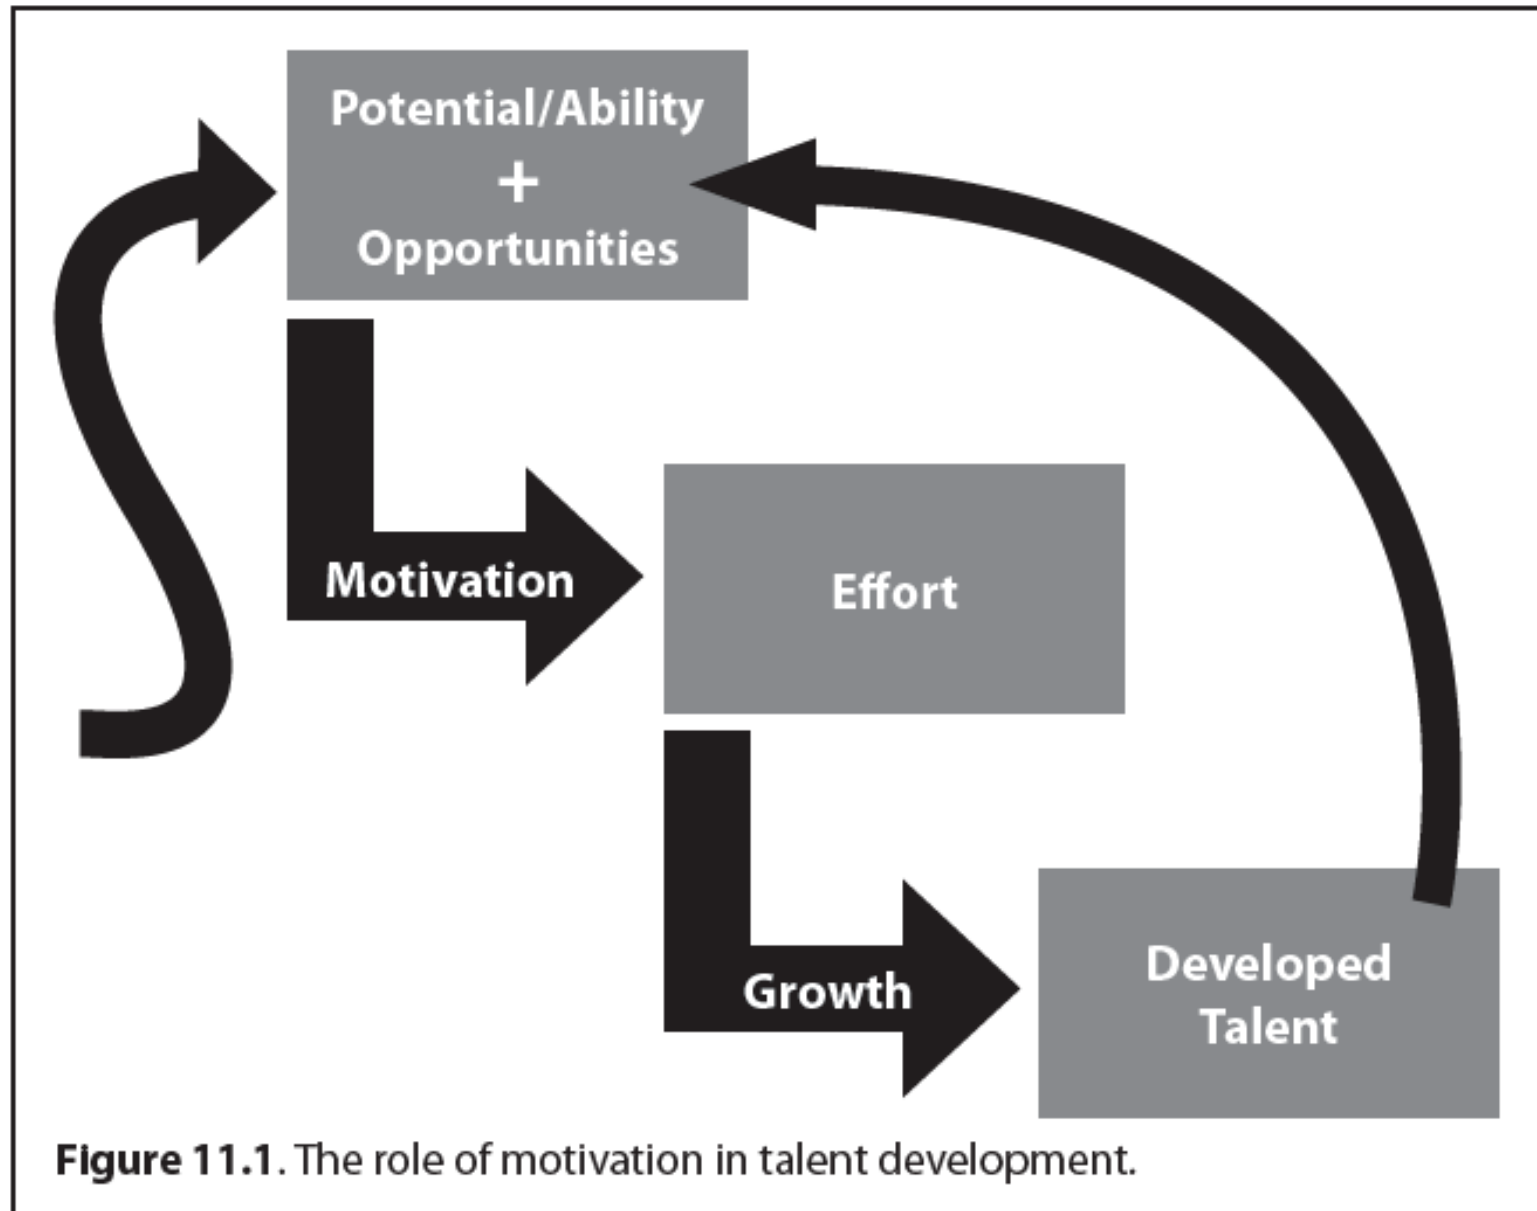 Potential/Ability
+
Opportunities
Motivation
Effort
Growth
Developed
Talent
Figure 11.1. The role of motivation in talent development.